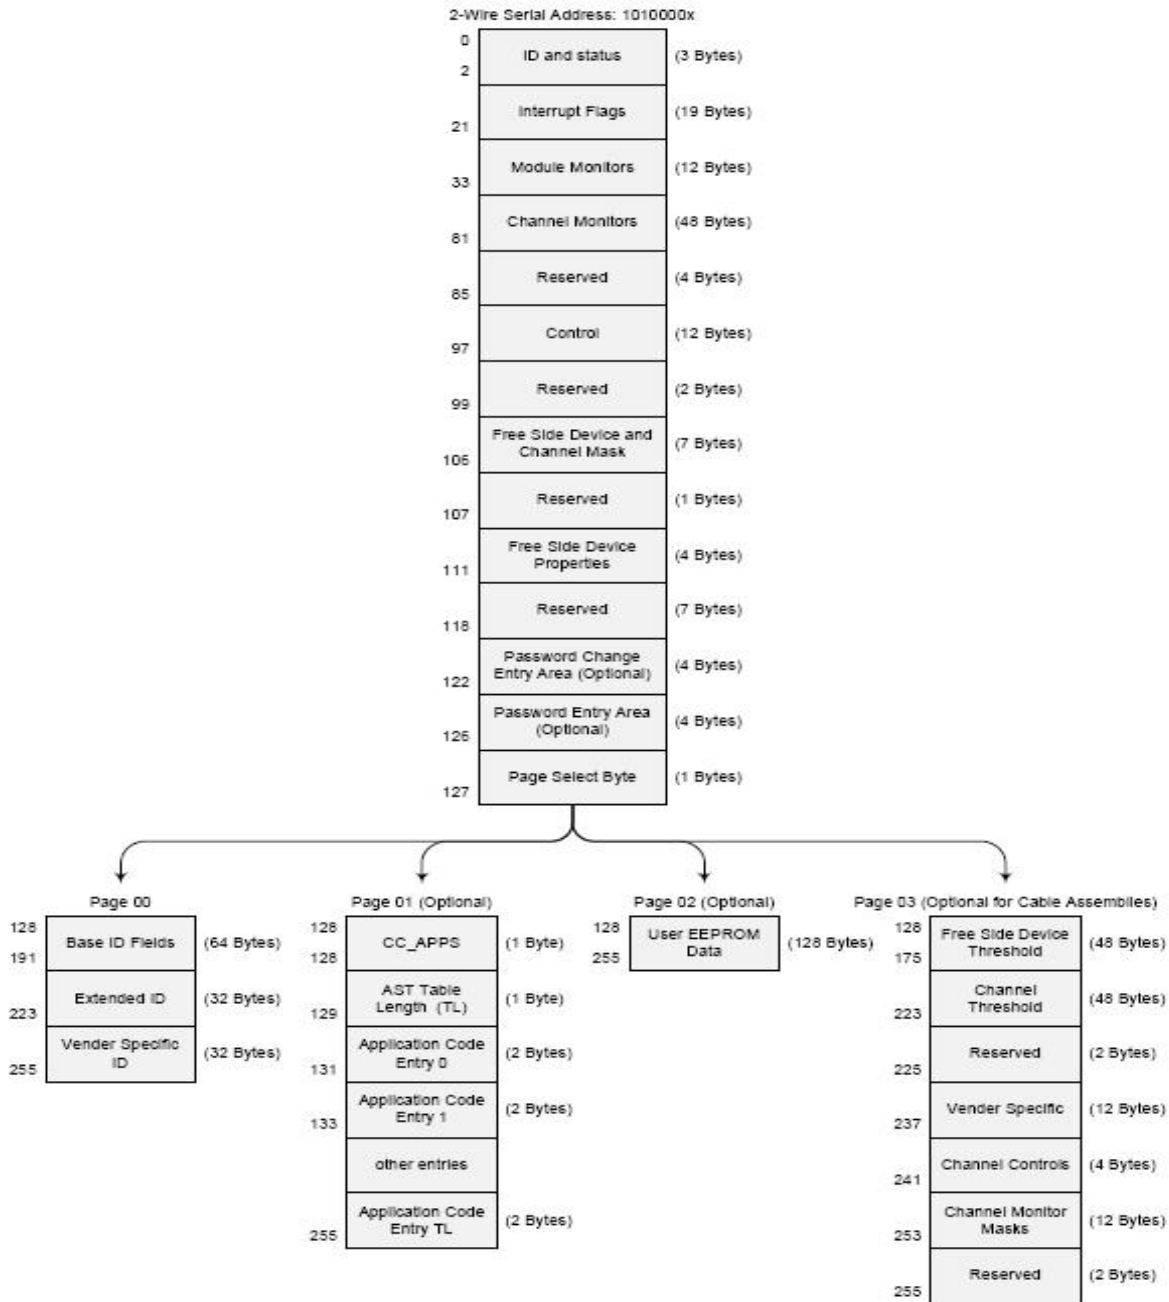 2-Wire Serial Address: 1010000x
0
ID and status (3 Bytes)
2
Interrupt Flags (19 Bytes)
21
Module Monitors (12 Bytes)
33
Channel Monitors (48 Bytes)
81
Reserved (4 Bytes)
85
Control (12 Bytes)
97
Reserved (2 Bytes)
99
Free Side Device and
Channel Mask (7 Bytes)
106
Reserved (1 Bytes)
107
Free Side Device
Properties (4 Bytes)
111
Reserved (7 Bytes)
118
Password Change
Entry Area (Optional) (4 Bytes)
122
Password Entry Area
(Optional) (4 Bytes)
126
Page Select Byte (1 Bytes)
127
Page 00
128
Base ID Fields (64 Bytes)
191
Extended ID (32 Bytes)
223
Vender Specific
ID (32 Bytes)
255
Page 01 (Optional)
128
CC_APPS (1 Byte)
128
AST Table
Length (TL) (1 Byte)
129
Application Code
Entry 0 (2 Bytes)
131
Application Code
Entry 1 (2 Bytes)
133
other entries
Application Code
Entry TL (2 Bytes)
255
Page 02 (Optional)
128
User EEPROM
Data (128 Bytes)
255
Page 03 (Optional for Cable Assemblies)
128
Free Side Device
Threshold (48 Bytes)
175
Channel
Threshold (48 Bytes)
223
Reserved (2 Bytes)
225
Vender Specific (12 Bytes)
237
Channel Controls (4 Bytes)
241
Channel Monitor
Masks (12 Bytes)
253
Reserved (2 Bytes)
255